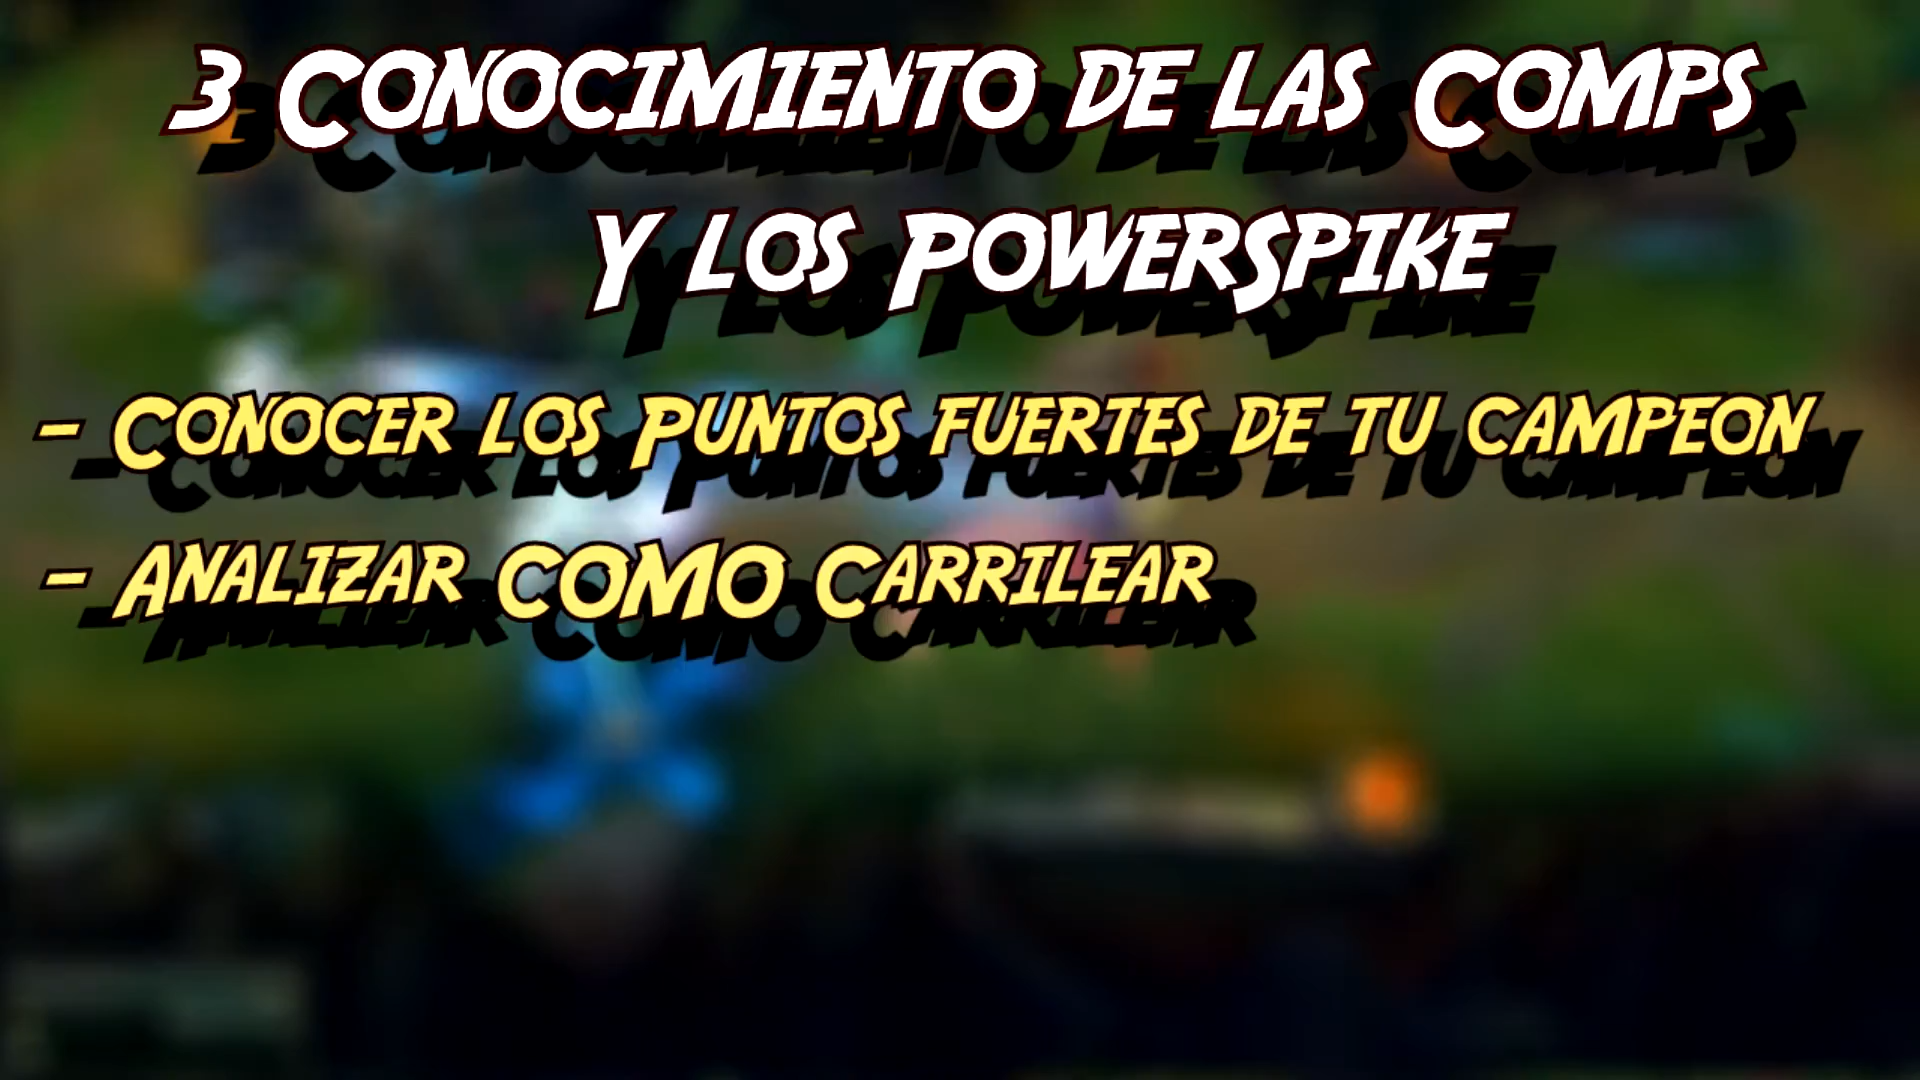 3 Conocimiento de las Comps
Y los PowerSpike
- Conocer los Puntos fuertes de tu campeon
- Analizar como Carrilear